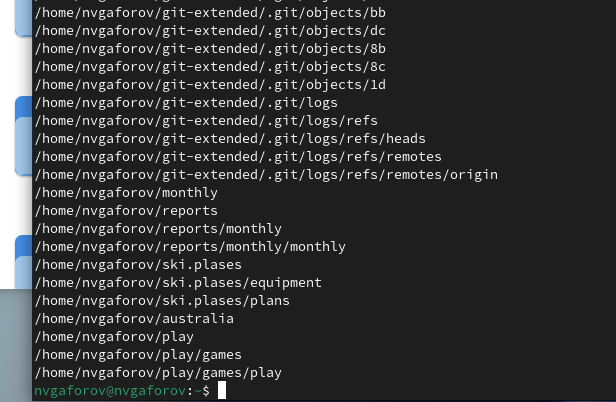 /home/nvgaforov/git-extended/.git/objects/bb
/home/nvgaforov/git-extended/.git/objects/dc
/home/nvgaforov/git-extended/.git/objects/8b
/home/nvgaforov/git-extended/.git/objects/8c
/home/nvgaforov/git-extended/.git/objects/1d
/home/nvgaforov/git-extended/.git/logs
/home/nvgaforov/git-extended/.git/logs/refs
/home/nvgaforov/git-extended/.git/logs/refs/heads
/home/nvgaforov/git-extended/.git/logs/refs/remotes
/home/nvgaforov/git-extended/.git/logs/refs/remotes/origin
/home/nvgaforov/monthly
/home/nvgaforov/reports
/home/nvgaforov/reports/monthly
/home/nvgaforov/reports/monthly/monthly
/home/nvgaforov/ski.plases
/home/nvgaforov/ski.plases/equipment
/home/nvgaforov/ski.plases/plans
/home/nvgaforov/australia
/home/nvgaforov/play
/home/nvgaforov/play/games
/home/nvgaforov/play/games/play
nvgaforov@nvgaforov:~$